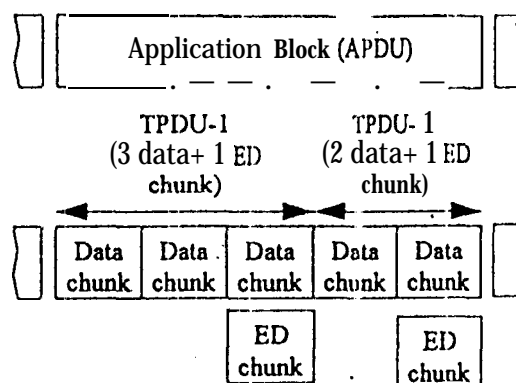 Application Block (APDU)
TPDU-1 TPDU- 1
(3 data+ 1 ED (2 data+ 1 ED
chunk) chunk)
Data Data Data Data Data
chunk chunk chunk chunk chunk
ED ED
chunk chunk